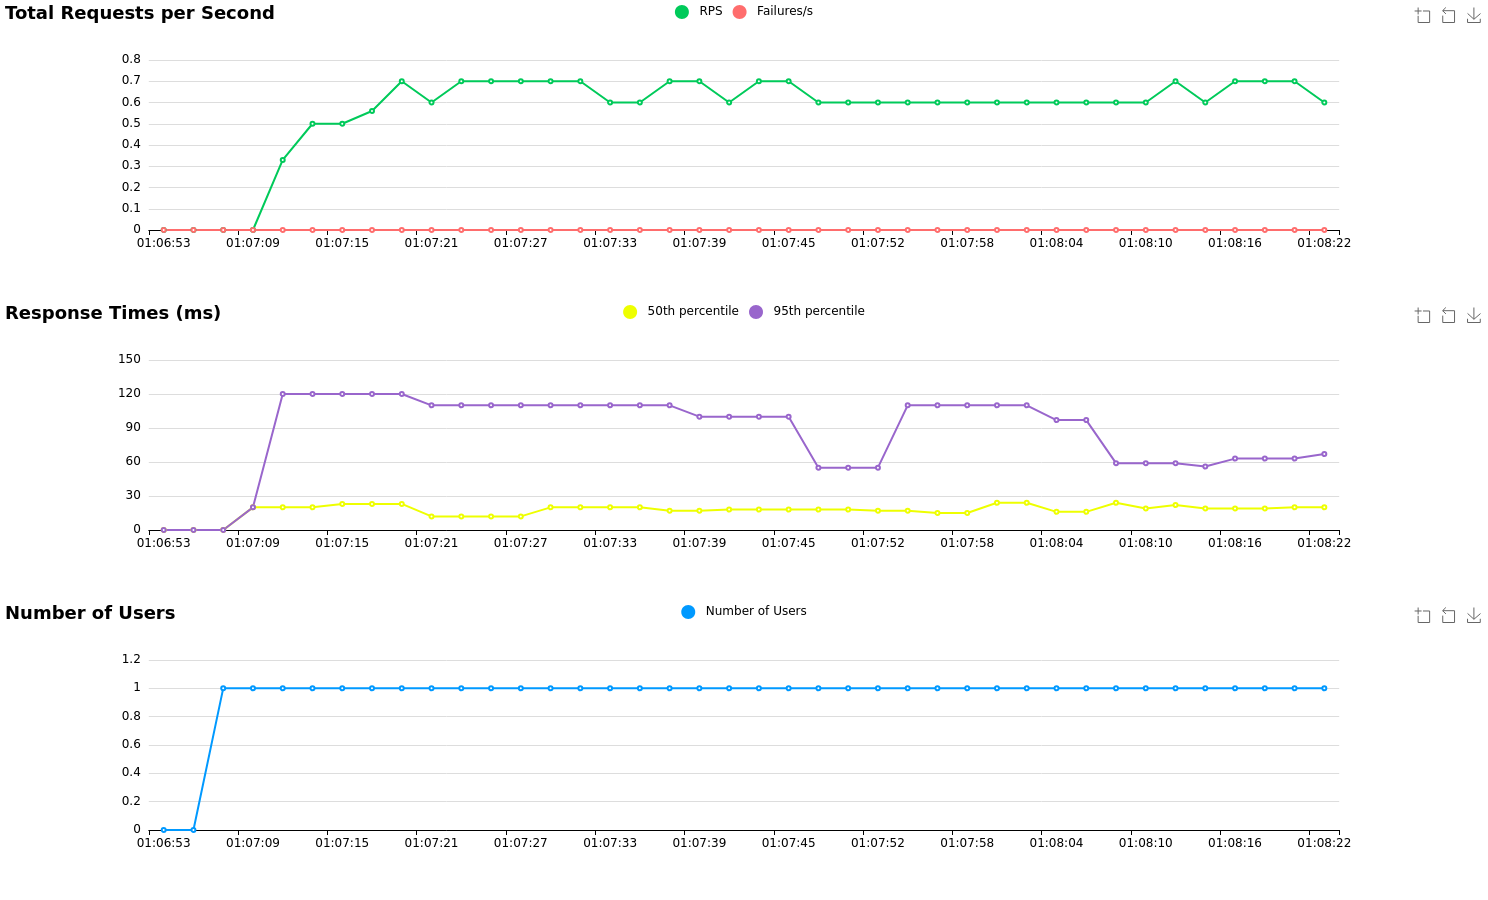 Total Requests per Second
RPS Failures/s
0.8
0.7
0.6
0.5
0.4
0.3
0.2
0.1
0
01:06:53 01:07:09 01:07:15 01:07:21 01:07:27 01:07:33 01:07:39 01:07:45 01:07:52 01:07:58 01:08:04 01:08:10 01:08:16 01:08:22
Response Times (ms)
50th percentile 95th percentile
150
120
90
60
30
0
01:06:53 01:07:09 01:07:15 01:07:21 01:07:27 01:07:33 01:07:39 01:07:45 01:07:52 01:07:58 01:08:04 01:08:10 01:08:16 01:08:22
Number of Users
Number of Users
1.2
1
0.8
0.6
0.4
0.2
0
01:06:53 01:07:09 01:07:15 01:07:21 01:07:27 01:07:33 01:07:39 01:07:45 01:07:52 01:07:58 01:08:04 01:08:10 01:08:16 01:08:22